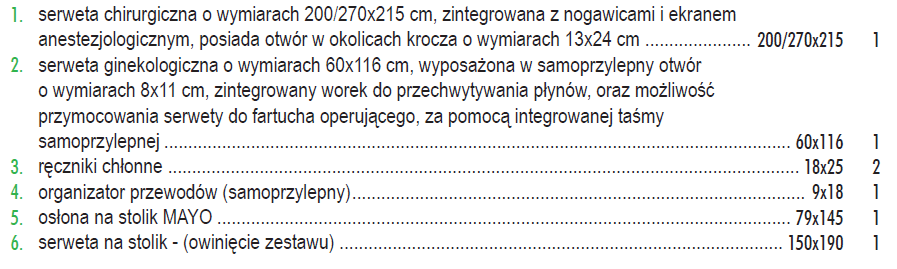 1. serweta chirurgiczna o wymiarach 200/270x215 cm, zintegrowana z nogawicami i ekranem
anestezjologicznym, posiada otwór w okolicach krocza o wymiarach 13x24 cm ...................... 200/270x215 1
2. serweta ginekologiczna o wymiarach 60x116 cm, wyposażona w samoprzylepny otwór
o wymiarach 8x11 cm, zintegrowany worek do przechwytywania płynów, oraz możliwość
przymocowania serwety do fartucha operującego, za pomocą integrowanej taśmy
samoprzylepnej ........................................................................................................ 60x116 1
3. ręczniki chłonne ........................................................................................................ 18x25 2
4. organizator przewodów (samoprzylepny)........................................................................ 9x18 1
5. osłona na stolik MAYO ................................................................................................ 79x145 1
6. serweta na stolik - (owinięcie zestawu) ........................................................................ 150x190 1